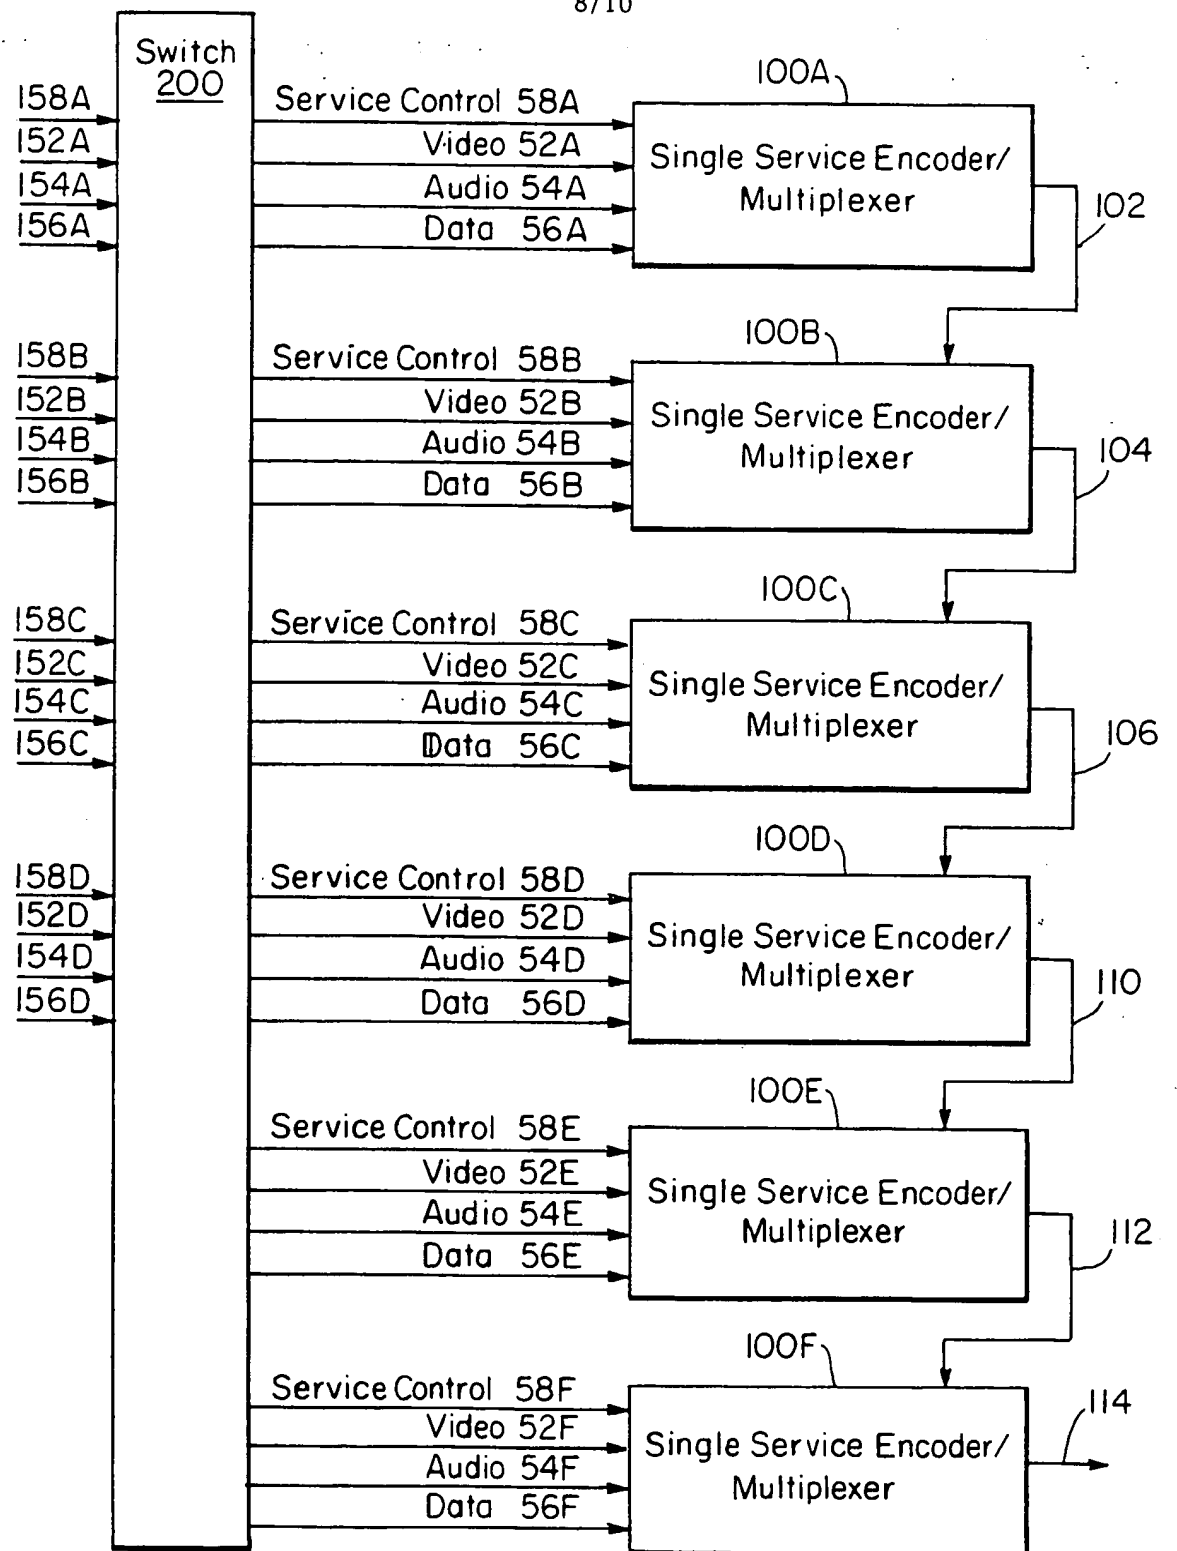 8/10
Switch
200
158A
152A
154A
156A
Service Control 58A
Video 52A
Audio 54A
Data 56A
100A
Single Service Encoder/
Multiplexer
102
158B
152B
154B
156B
Service Control 58B
Video 52B
Audio 54B
Data 56B
100B
Single Service Encoder/
Multiplexer
104
158C
152C
154C
156C
Service Control 58C
Video 52C
Audio 54C
Data 56C
100C
Single Service Encoder/
Multiplexer
106
158D
152D
154D
156D
Service Control 58D
Video 52D
Audio 54D
Data 56D
100D
Single Service Encoder/
Multiplexer
110
Service Control 58E
Video 52E
Audio 54E
Data 56E
100E
Single Service Encoder/
Multiplexer
112
Service Control 58F
Video 52F
Audio 54F
Data 56F
100F
Single Service Encoder/
Multiplexer
114